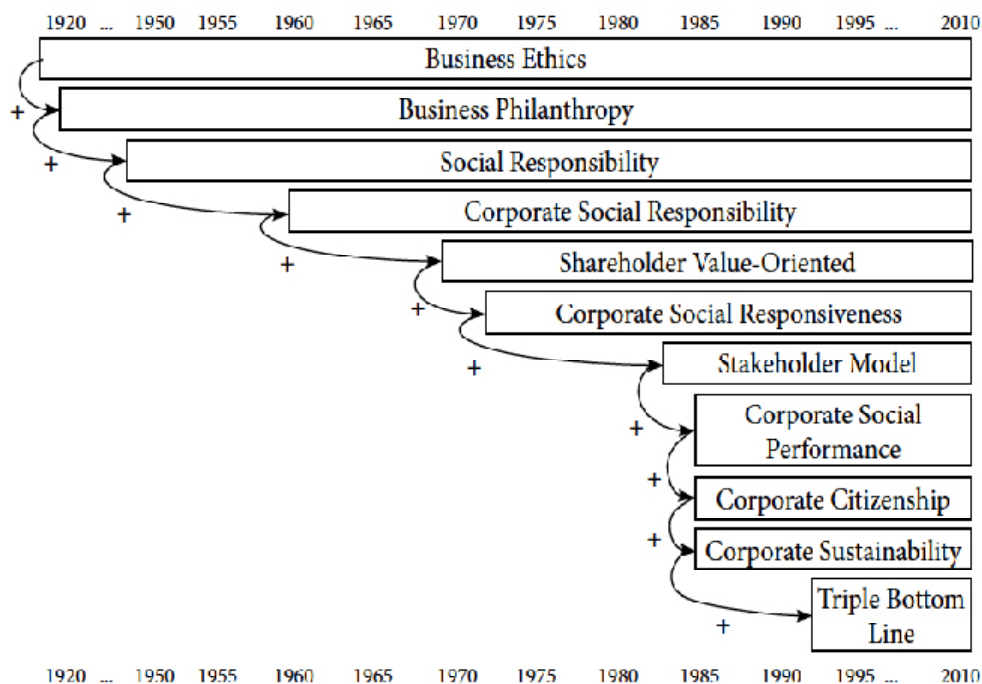 1920 ... 1950 1955 1960 1965 1970 1975 1980 1985 1990 1995 ... 2010
Business Ethics
+
Business Philanthropy
+
Social Responsibility
+
Corporate Social Responsibility
+
Shareholder Value-Oriented
+
Corporate Social Responsiveness
+
Stakeholder Model
+
Corporate Social
Performance
+
Corporate Citizenship
+
Corporate Sustainability
+
Triple Bottom
Line
1920 ... 1950 1955 1960 1965 1970 1975 1980 1985 1990 1995 ... 2010